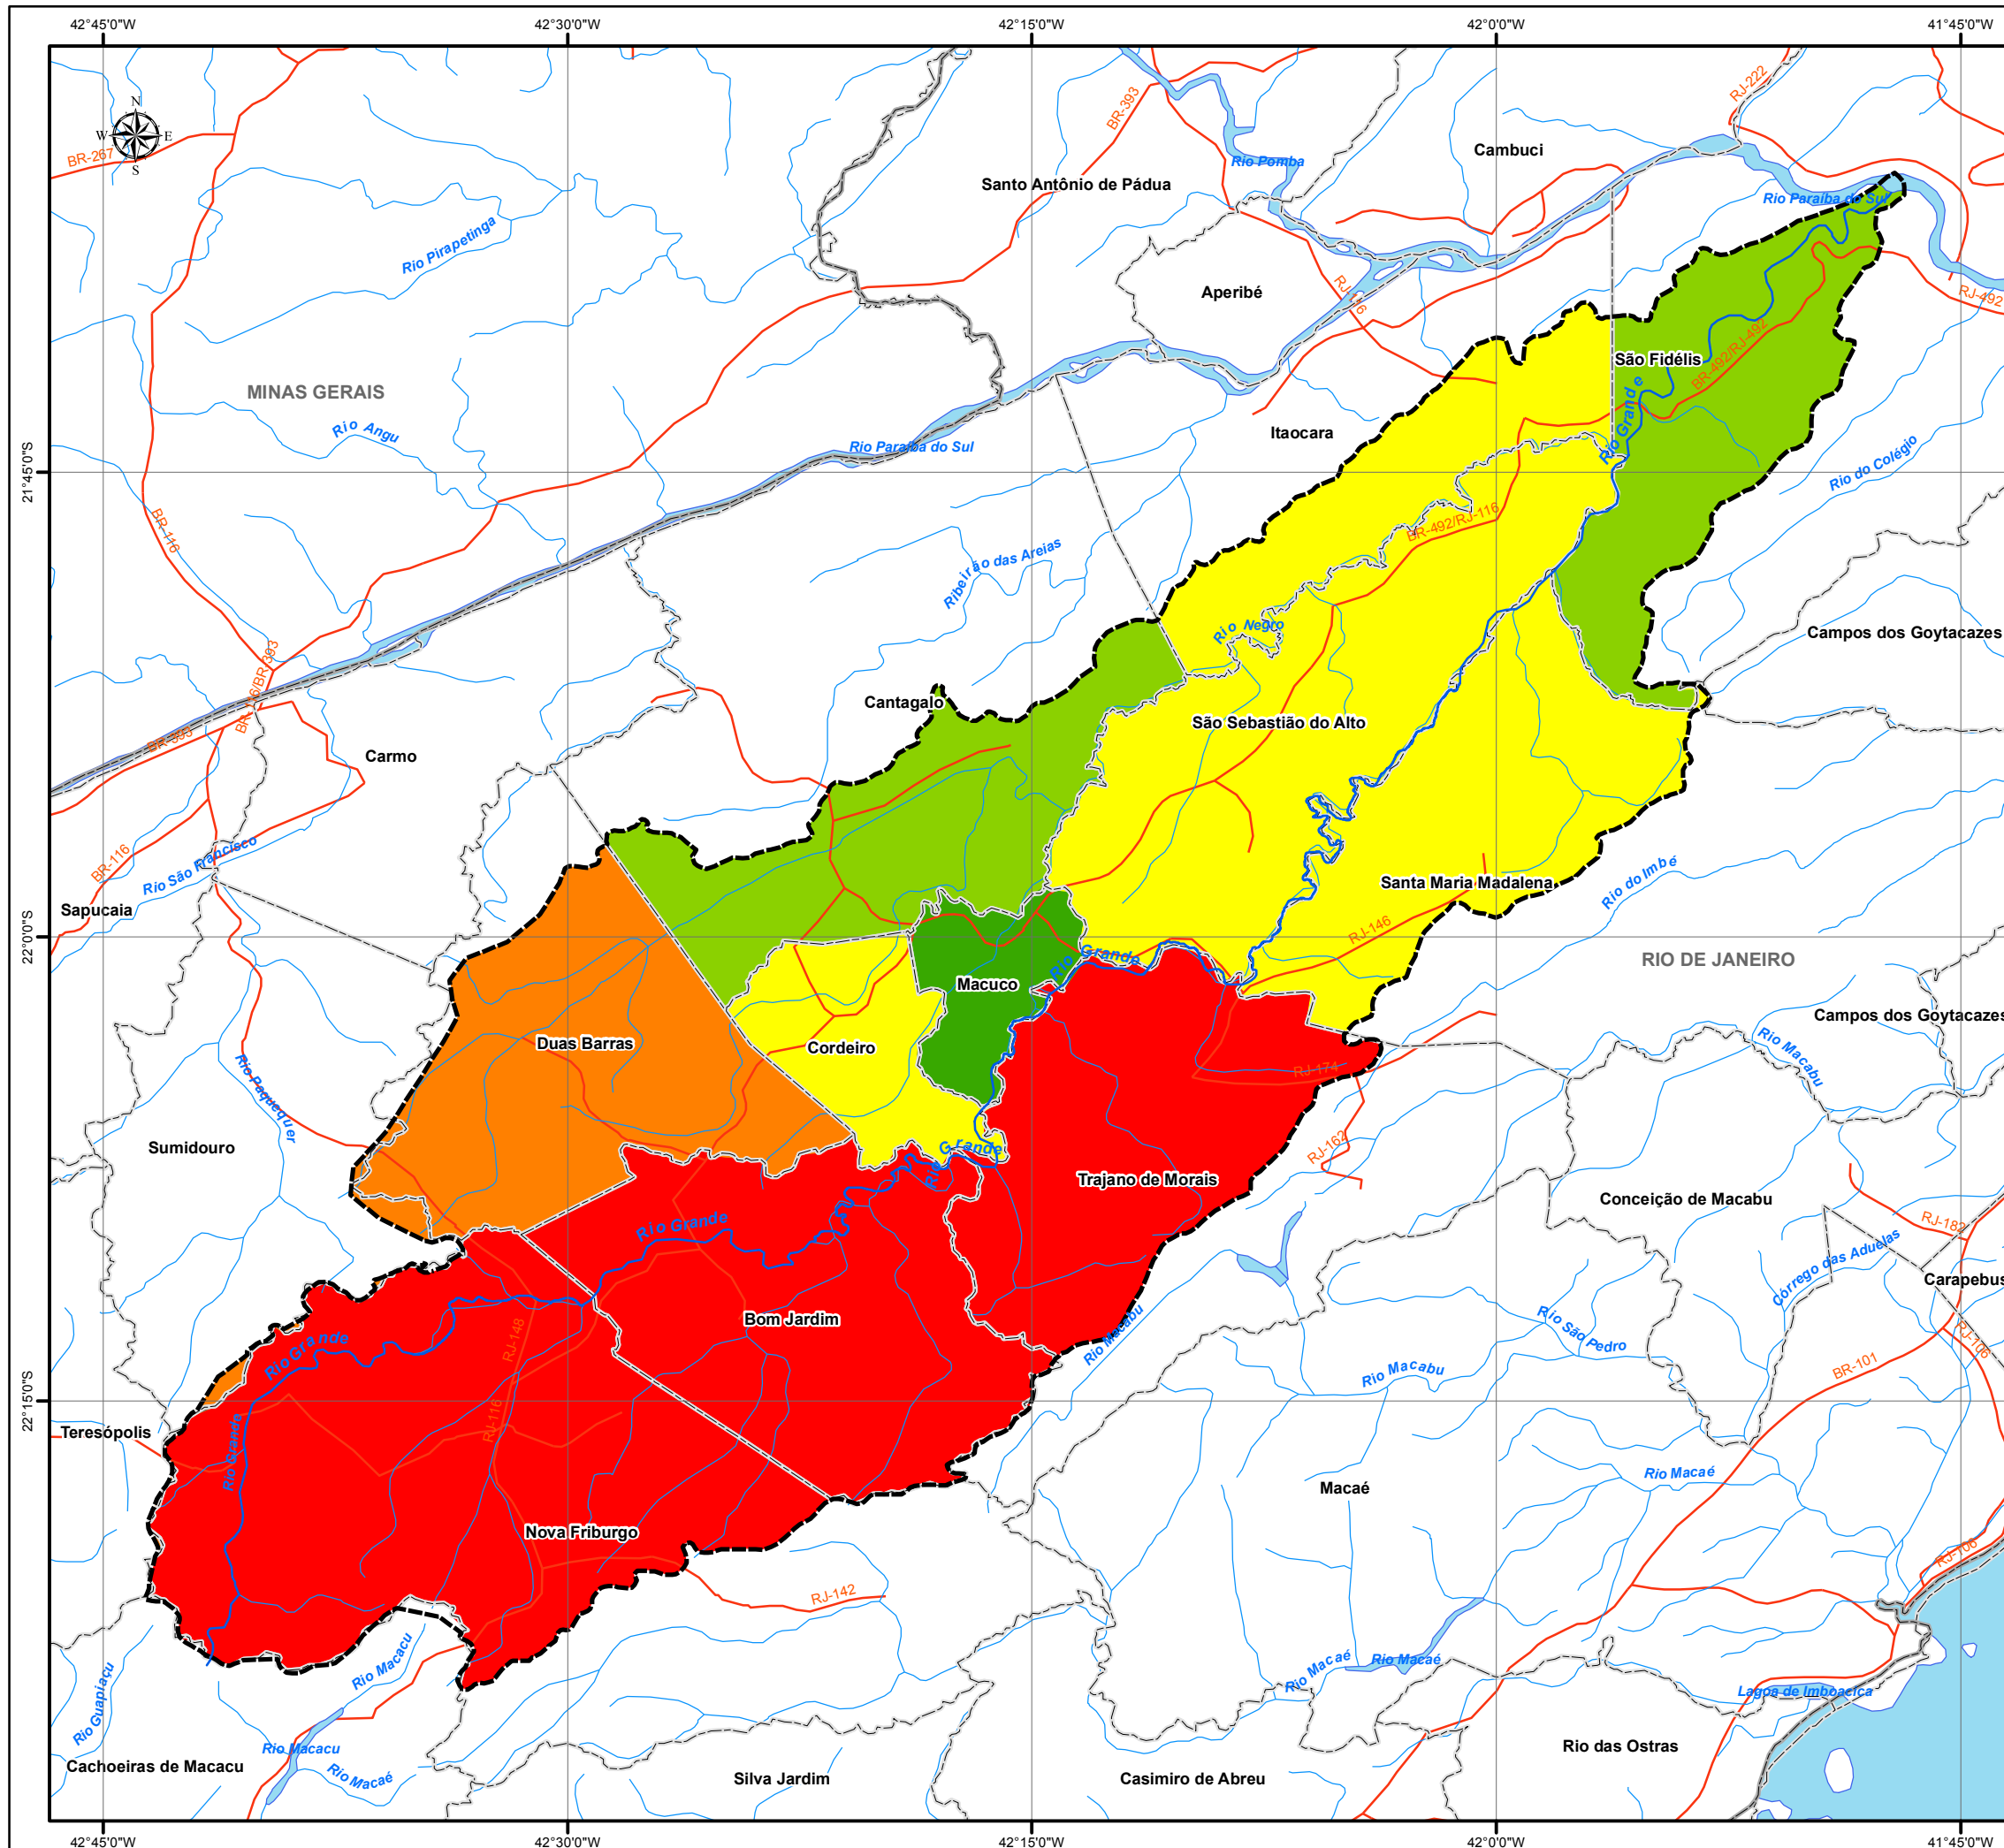 42°45'0"W
42°30'0"W
42°15'0"W
42°0'0"W
41°45'0"W
N
W
E
S
BR-267
BR-393
RJ-222
Cambuci
Rio Pomba
Santo Antônio de Pádua
Rio Paraíba do Sul
Rio Pirapetinga
Aperibé
RJ-116
RJ-492
São Fidélis
BR-492/RJ-492
MINAS GERAIS
Rio Angu
Rio Grande
Itaocara
Rio Paraíba do Sul
Rio do Colégio
21°45'0"S
BR-116
BR-492/RJ-116
Ribeirão das Areias
Rio Negro
Campos dos Goytacazes
BR-116/BR-393
Cantagalo
São Sebastião do Alto
BR-393
Carmo
Rio São Francisco
BR-116
Santa Maria Madalena
Rio do Imbé
Sapucaia
22°0'0"S
RJ-146
RIO DE JANEIRO
Rio Grande
Macuco
Campos dos Goytacazes
Duas Barras
Cordeiro
Rio Macabu
RJ-174
Rio Paquequer
Sumidouro
RJ-162
Rio Grande
Trajano de Morais
Conceição de Macabu
Rio Grande
RJ-182
Córrego das Aduelas
Carapebus
Bom Jardim
RJ-148
Rio Grande
Rio Macabu
Rio São Pedro
RJ-106
Rio Macabu
BR-101
22°15'0"S
Teresópolis
RJ-116
Rio Grande
Rio Macaé
Macaé
Nova Friburgo
RJ-106
RJ-142
Rio Macacu
Rio Macaé
Rio Macaé
Rio Guapiaçu
Lagoa de Imboacica
Rio Macacu
Rio das Ostras
Cachoeiras de Macacu
Rio Macaé
Silva Jardim
Casimiro de Abreu
42°45'0"W
42°30'0"W
42°15'0"W
42°0'0"W
41°45'0"W